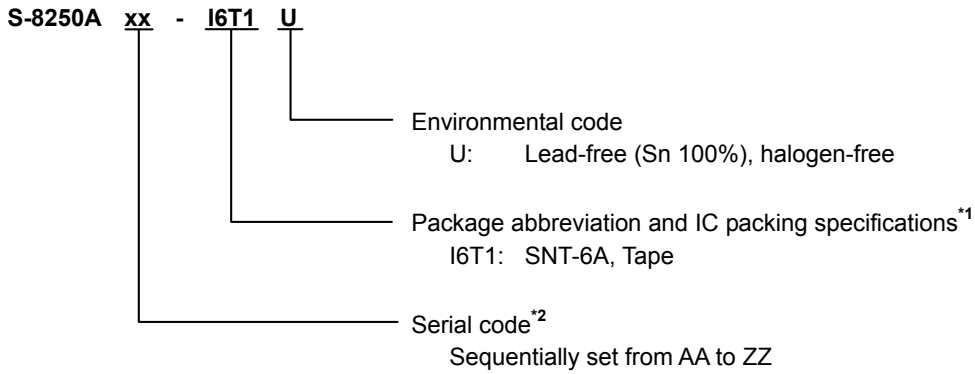 S-8250A xx - I6T1 U
Environmental code
U: Lead-free (Sn 100%), halogen-free
Package abbreviation and IC packing specifications*1
I6T1: SNT-6A, Tape
Serial code*2
Sequentially set from AA to ZZ